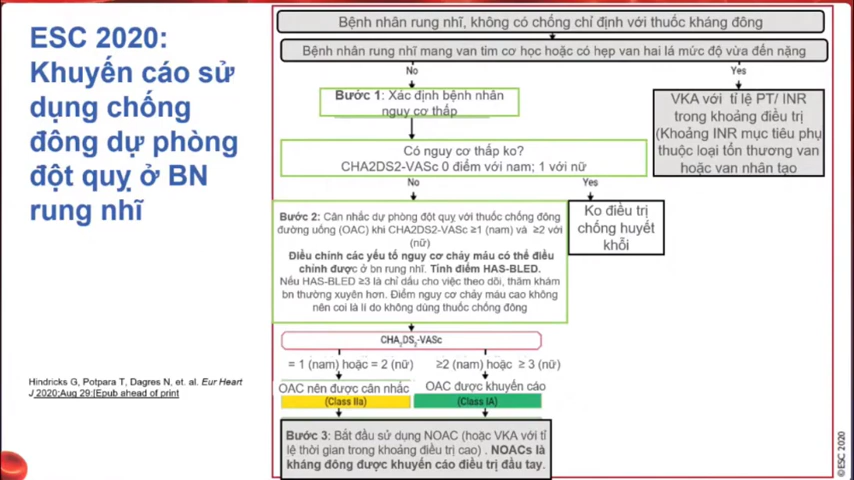 ESC 2020:
Khuyến cáo sử
dụng chống
đông dự phòng
đột quỵ ở BN
rung nhĩ
Hindricks G, Potpara T, Dagres N, et. al. Eur Heart
J 2020;Aug 29:[Epub ahead of print
Bệnh nhân rung nhĩ, không có chống chỉ định với thuốc kháng đông
Bệnh nhân rung nhĩ mang van tim cơ học hoặc có hẹp van hai lá mức độ vừa đến nặng
No
Yes
Bước 1: Xác định bệnh nhân
nguy cơ thấp
VKA với tỉ lệ PT/ INR
trong khoảng điều trị
(Khoảng INR mục tiêu phụ
thuộc loại tổn thương van
hoặc van nhân tạo
Có nguy cơ thấp ko?
CHA2DS2-VASc 0 điểm với nam; 1 với nữ
No
Yes
Bước 2: Cân nhắc dự phòng đột quỵ với thuốc chống đông
đường uống (OAC) khi CHA2DS2-VASc ≥1 (nam) và ≥2 với
(nữ)
Điều chỉnh các yếu tố nguy cơ chảy máu có thể điều
chỉnh được ở bn rung nhĩ. Tính điểm HAS-BLED.
Nếu HAS-BLED ≥3 là chỉ dấu cho việc theo dõi, thăm khám
bn thường xuyên hơn. Điểm nguy cơ chảy máu cao không
nên coi là lí do không dùng thuốc chống đông
Ko điều trị
chống huyết
khối
CHA2DS2-VASc
= 1 (nam) hoặc = 2 (nữ)
≥2 (nam) hoặc ≥ 3 (nữ)
OAC nên được cân nhắc
(Class IIa)
OAC được khuyến cáo
(Class IA)
Bước 3: Bắt đầu sử dụng NOAC (hoặc VKA với tỉ
lệ thời gian trong khoảng điều trị cao) . NOACs là
kháng đông được khuyến cáo điều trị đầu tay.
©ESC 2020